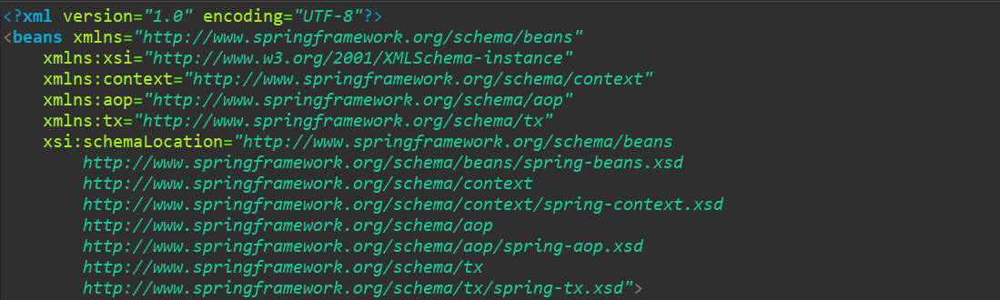 <?xml version="1.0" encoding="UTF-8"?>
<beans xmlns="http://www.springframework.org/schema/beans"
xmlns:xsi="http://www.w3.org/2001/XMLSchema-instance"
xmlns:context="http://www.springframework.org/schema/context"
xmlns:aop="http://www.springframework.org/schema/aop"
xmlns:tx="http://www.springframework.org/schema/tx"
xsi:schemaLocation="http://www.springframework.org/schema/beans
http://www.springframework.org/schema/beans/spring-beans.xsd
http://www.springframework.org/schema/context
http://www.springframework.org/schema/context/spring-context.xsd
http://www.springframework.org/schema/aop
http://www.springframework.org/schema/aop/spring-aop.xsd
http://www.springframework.org/schema/tx
http://www.springframework.org/schema/tx/spring-tx.xsd">